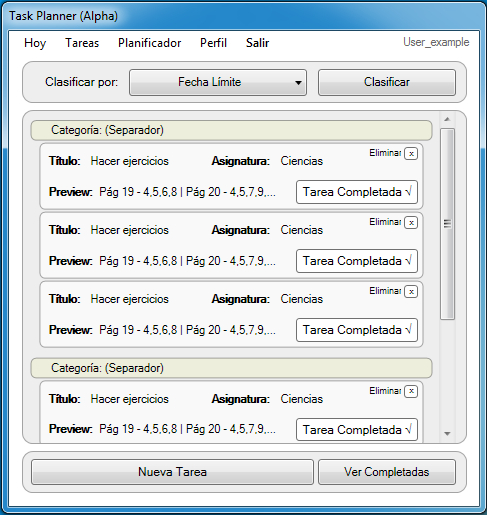 Task Planner (Alpha)
Hoy Tareas Planificador Perfil Salir User_example
Clasificar por: Fecha Límite Clasificar
Categoría: (Separador)
Eliminar x
Título: Hacer ejercicios Asignatura: Ciencias
Preview: Pág 19 - 4,5,6,8 | Pág 20 - 4,5,7,9,... Tarea Completada √
Eliminar x
Título: Hacer ejercicios Asignatura: Ciencias
Preview: Pág 19 - 4,5,6,8 | Pág 20 - 4,5,7,9,... Tarea Completada √
Eliminar x
Título: Hacer ejercicios Asignatura: Ciencias
Preview: Pág 19 - 4,5,6,8 | Pág 20 - 4,5,7,9,... Tarea Completada √
Categoría: (Separador)
Eliminar x
Título: Hacer ejercicios Asignatura: Ciencias
Preview: Pág 19 - 4,5,6,8 | Pág 20 - 4,5,7,9,... Tarea Completada √
Nueva Tarea Ver Completadas